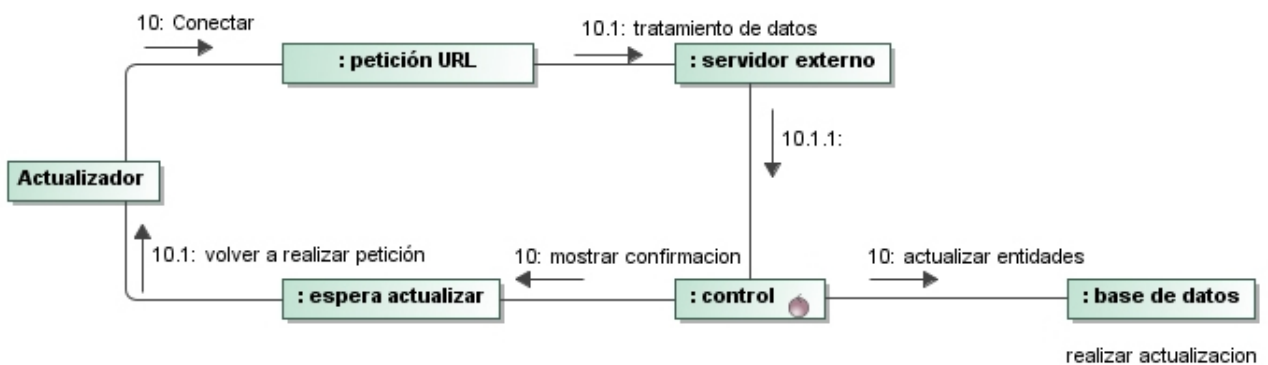 10: Conectar
10.1: tratamiento de datos
: petición URL
: servidor externo
10.1.1:
Actualizador
10.1: volver a realizar petición
10: mostrar confirmacion
10: actualizar entidades
: espera actualizar
: control
: base de datos
realizar actualizacion